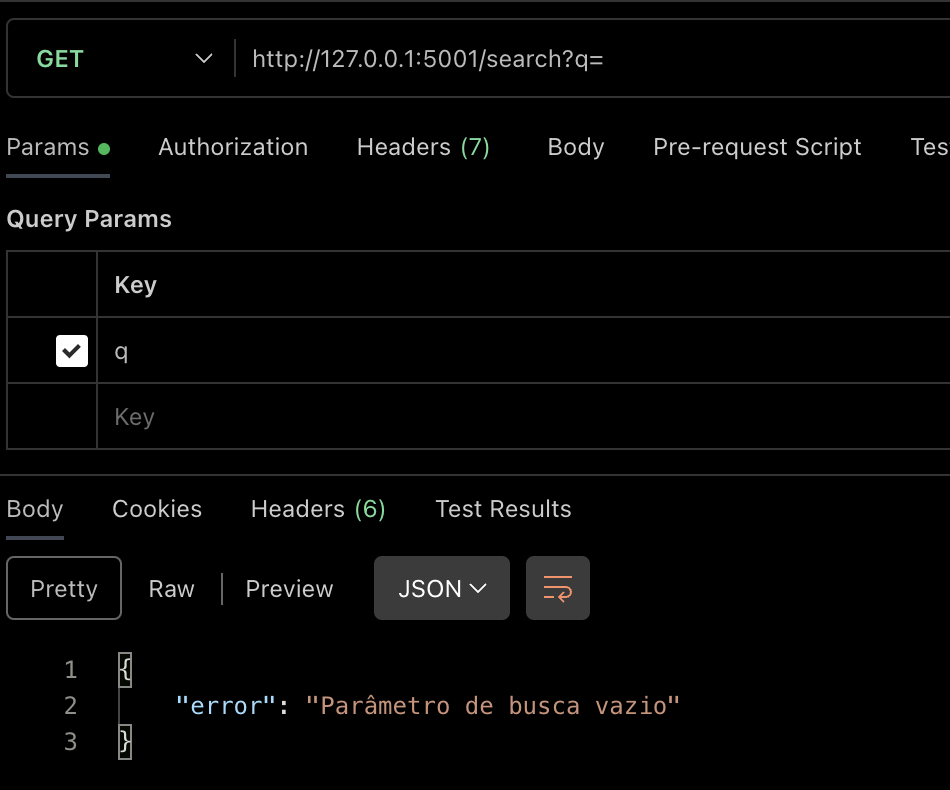 GET http://127.0.0.1:5001/search?q=
Params Authorization Headers (7) Body Pre-request Script Tes
Query Params
Key
q
Key
Body Cookies Headers (6) Test Results
Pretty Raw Preview JSON
1 {
2 "error": "Parâmetro de busca vazio"
3 }